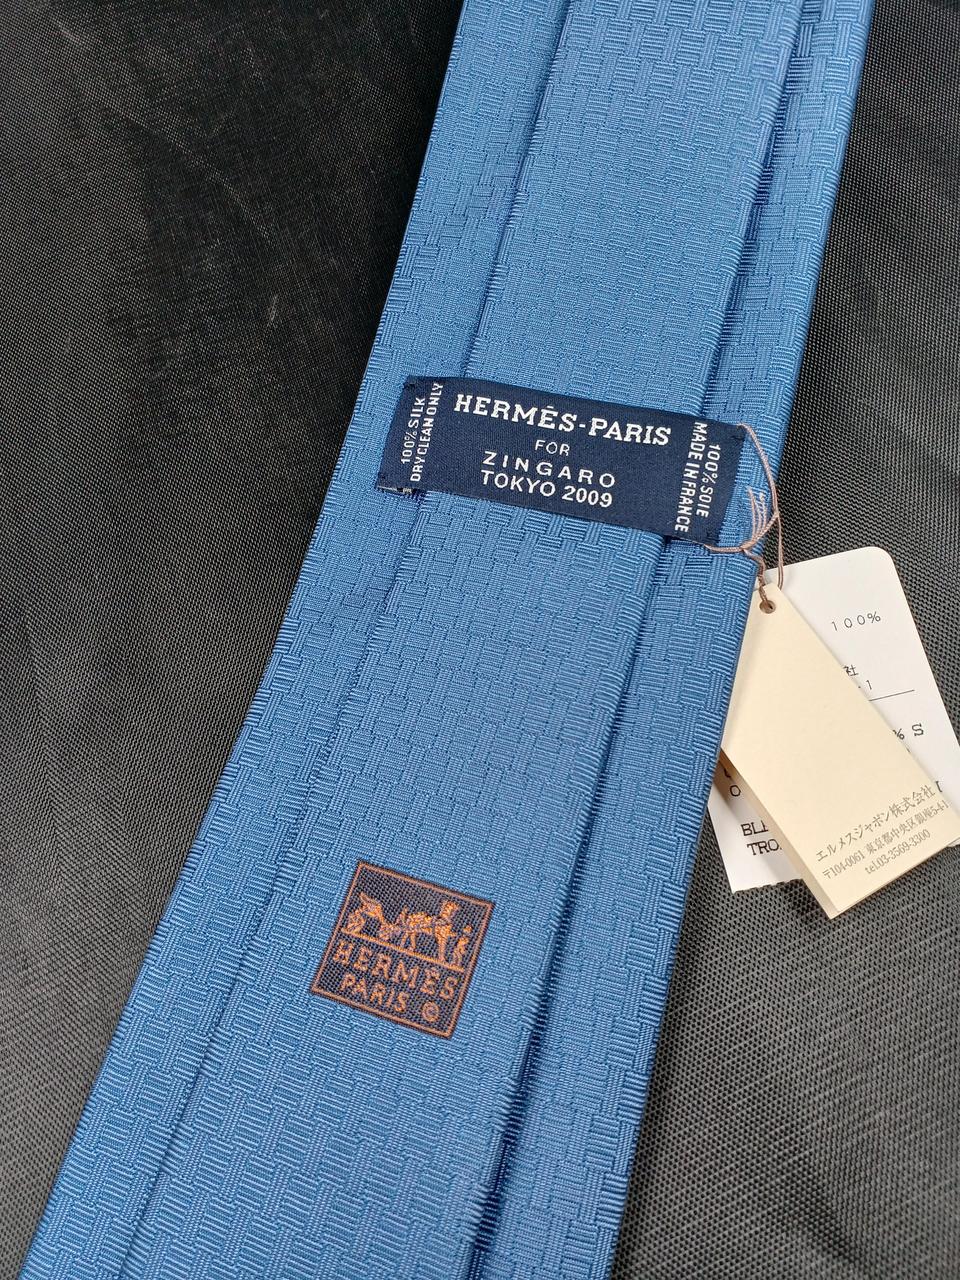 100% SILK
DRY CLEAN ONLY
HERMÈS-PARIS
FOR
ZINGARO
TOKYO 2009
100% SOIE
MADE IN FRANCE
100%
社
-1
% S
O
BL
TRO
エルメスジャポン株式会社
〒104-0061 東京都中央区銀座5-4-1
tel.03-3569-3300
HERMÈS
PARIS ©